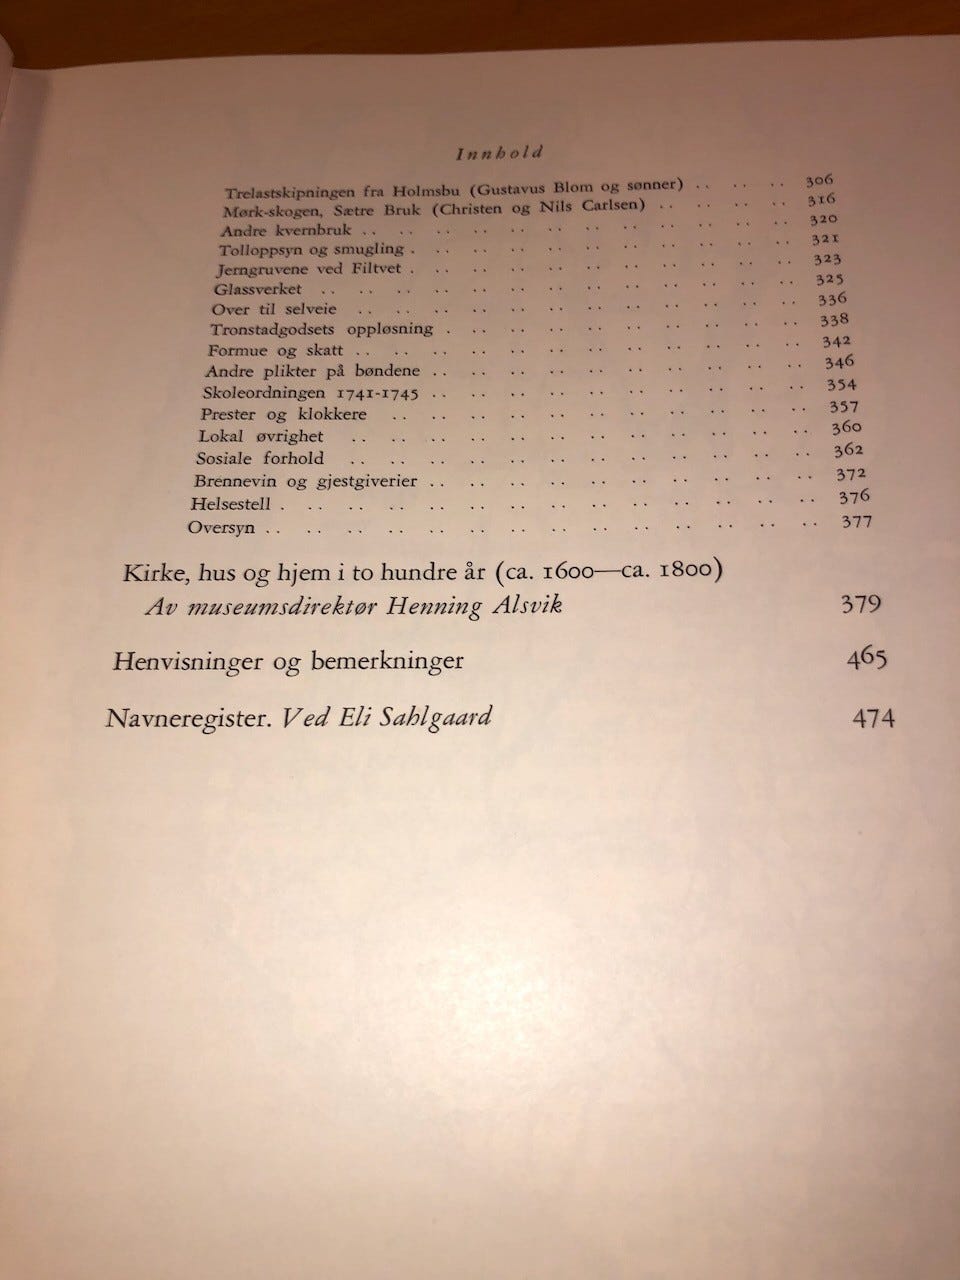 Innhold
Trelastskipningen fra Holmsbu (Gustavus Blom og sønner) .. .. .. 306
Mørk-skogen, Sætre Bruk (Christen og Nils Carlsen) .. .. .. .. 316
Andre kvernbruk .. .. .. .. .. .. .. .. .. .. .. 320
Tolloppsyn og smugling . .. .. .. .. .. .. .. .. .. 321
Jerngruvene ved Filtvet . .. .. .. .. .. .. .. .. .. 323
Glassverket .. .. .. .. .. .. .. .. .. .. .. .. 325
Over til selveie .. .. .. .. .. .. .. .. .. .. .. 336
Tronstadgodsets oppløsning . .. .. .. .. .. .. .. .. .. 338
Formue og skatt .. .. .. .. .. .. .. .. .. .. .. .. 342
Andre plikter på bøndene .. .. .. .. .. .. .. .. .. .. 346
Skoleordningen 1741-1745 .. .. .. .. .. .. .. .. .. .. 354
Prester og klokkere .. .. .. .. .. .. .. .. .. .. .. 357
Lokal øvrighet .. .. .. .. .. .. .. .. .. .. .. .. 360
Sosiale forhold .. .. .. .. .. .. .. .. .. .. .. .. 362
Brennevin og gjestgiverier .. .. .. .. .. .. .. .. .. .. 372
Helsestell . .. .. .. .. .. .. .. .. .. .. .. .. .. 376
Oversyn .. .. .. .. .. .. .. .. .. .. .. .. .. .. 377
Kirke, hus og hjem i to hundre år (ca. 1600—ca. 1800)
Av museumsdirektør Henning Alsvik 379
Henvisninger og bemerkninger 465
Navneregister. Ved Eli Sahlgaard 474